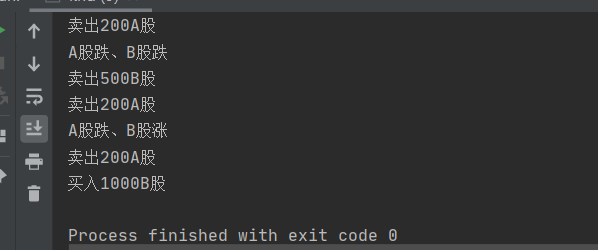 卖出200A股
A股跌、B股跌
卖出500B股
卖出200A股
A股跌、B股涨
卖出200A股
买入1000B股
Process finished with exit code 0